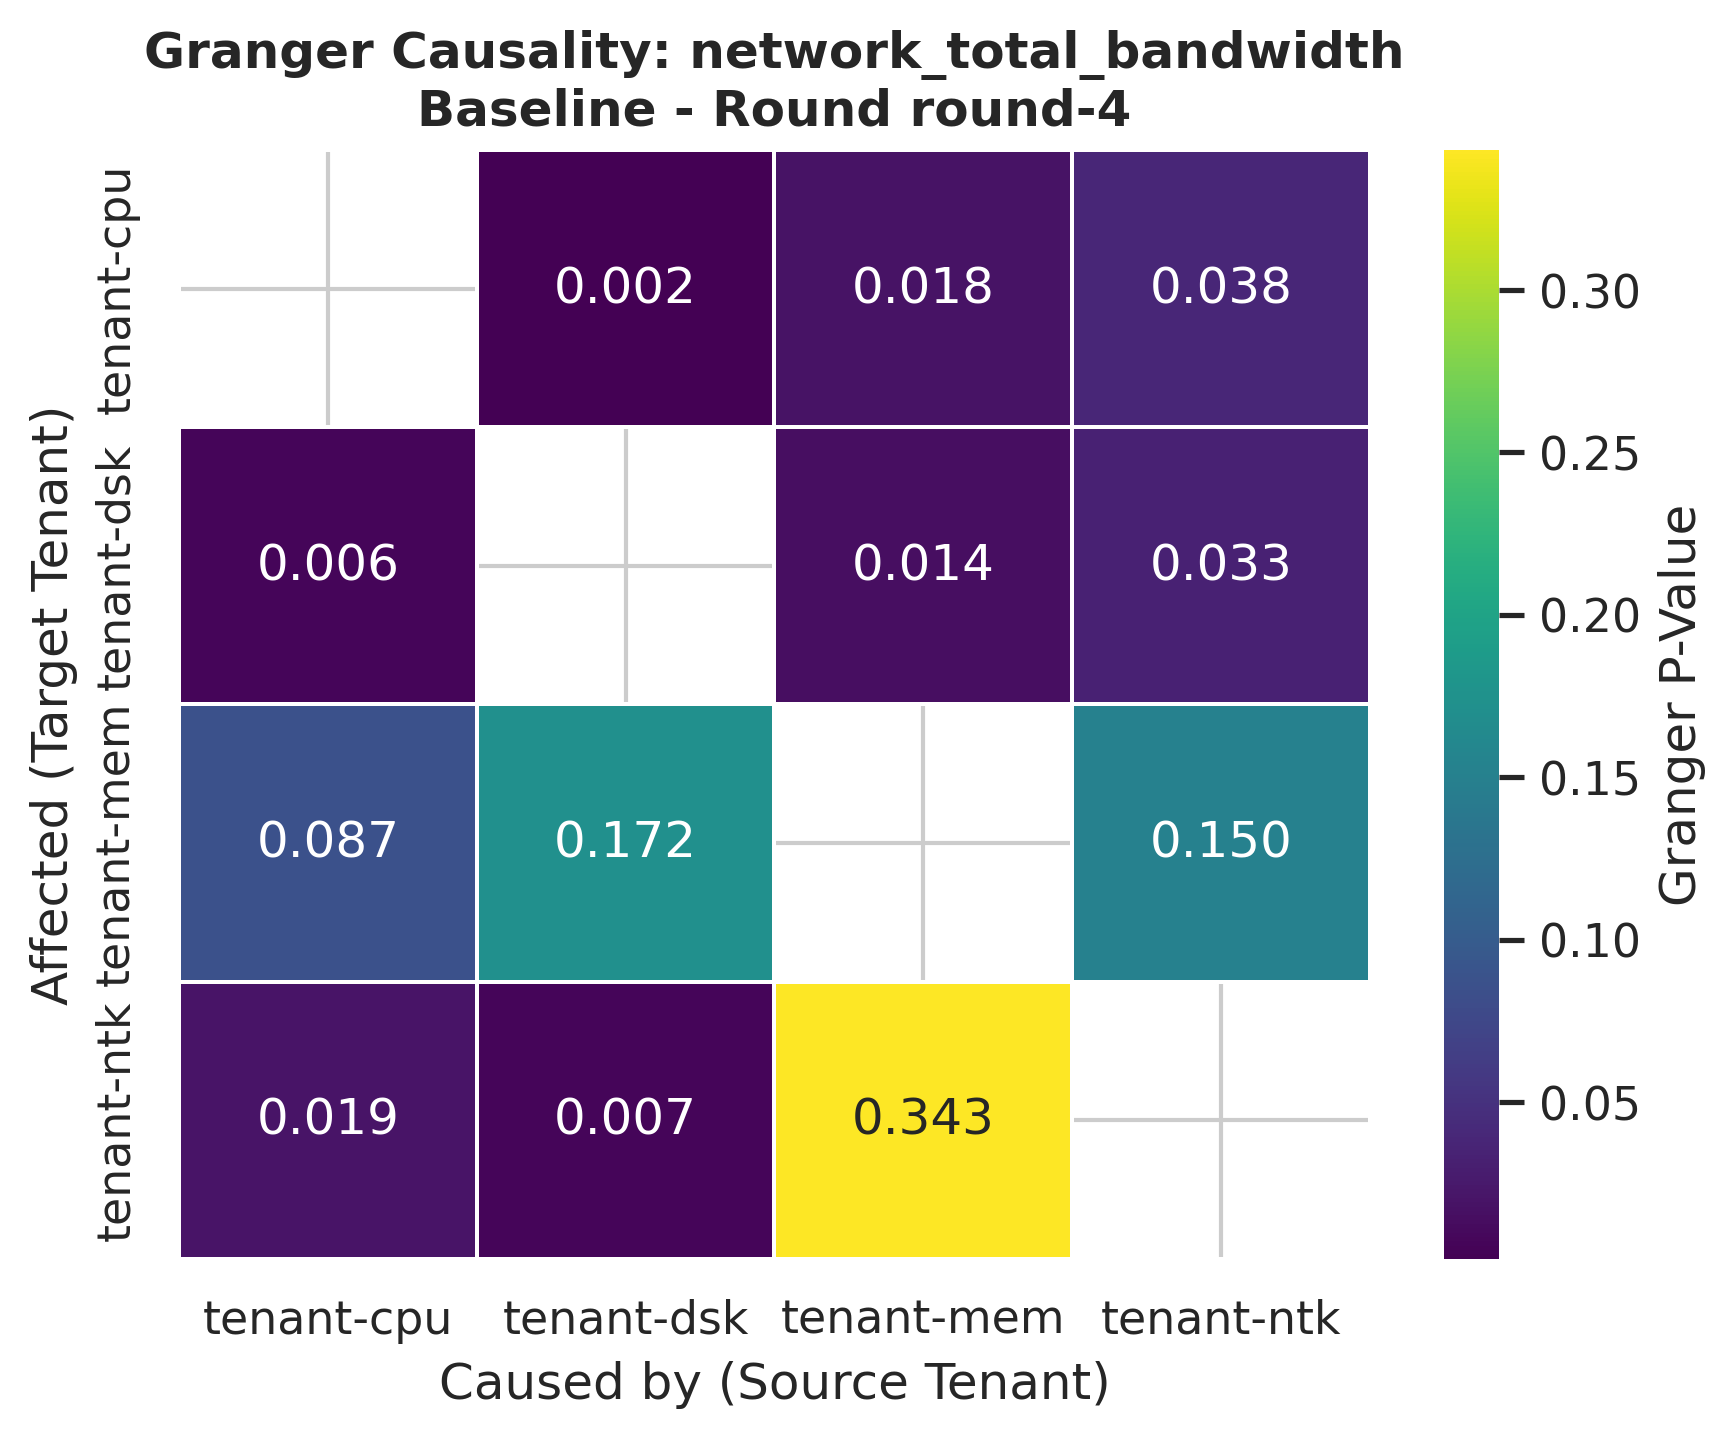 Granger Causality: network_total_bandwidth
Baseline - Round round-4
Affected (Target Tenant)
tenant-cpu
0.002 0.018 0.038
tenant-dsk
0.006 0.014 0.033
tenant-mem
0.087 0.172 0.150
tenant-ntk
0.019 0.007 0.343
tenant-cpu tenant-dsk tenant-mem tenant-ntk
Caused by (Source Tenant)
0.30
0.25
0.20
0.15
0.10
0.05
Granger P-Value